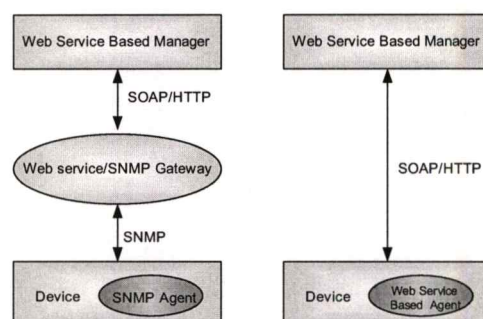 Web Service Based Manager
SOAP/HTTP
Web service/SNMP Gateway
SNMP
Device
SNMP Agent
Web Service Based Manager
SOAP/HTTP
Device
Web Service
Based Agent